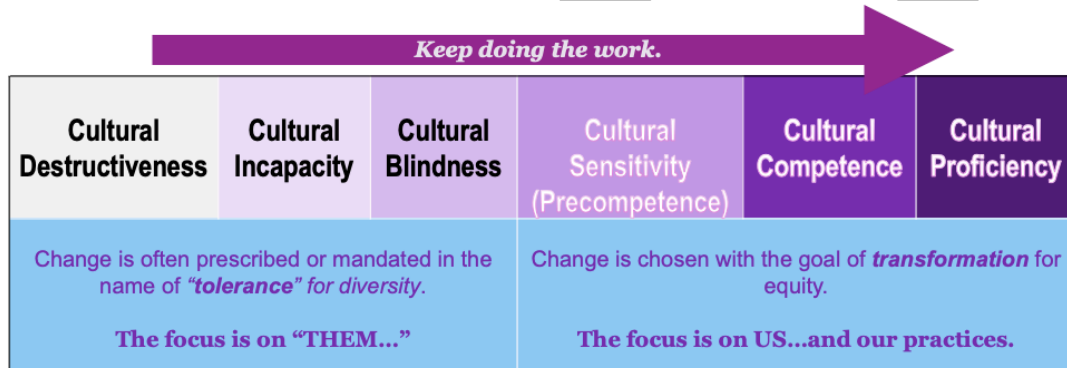 Keep doing the work.
Cultural
Destructiveness
Cultural
Incapacity
Cultural
Blindness
Cultural
Sensitivity
(Precompetence)
Cultural
Competence
Cultural
Proficiency
Change is often prescribed or mandated in the
name of “tolerance” for diversity.
The focus is on “THEM...”
Change is chosen with the goal of transformation for
equity.
The focus is on US...and our practices.